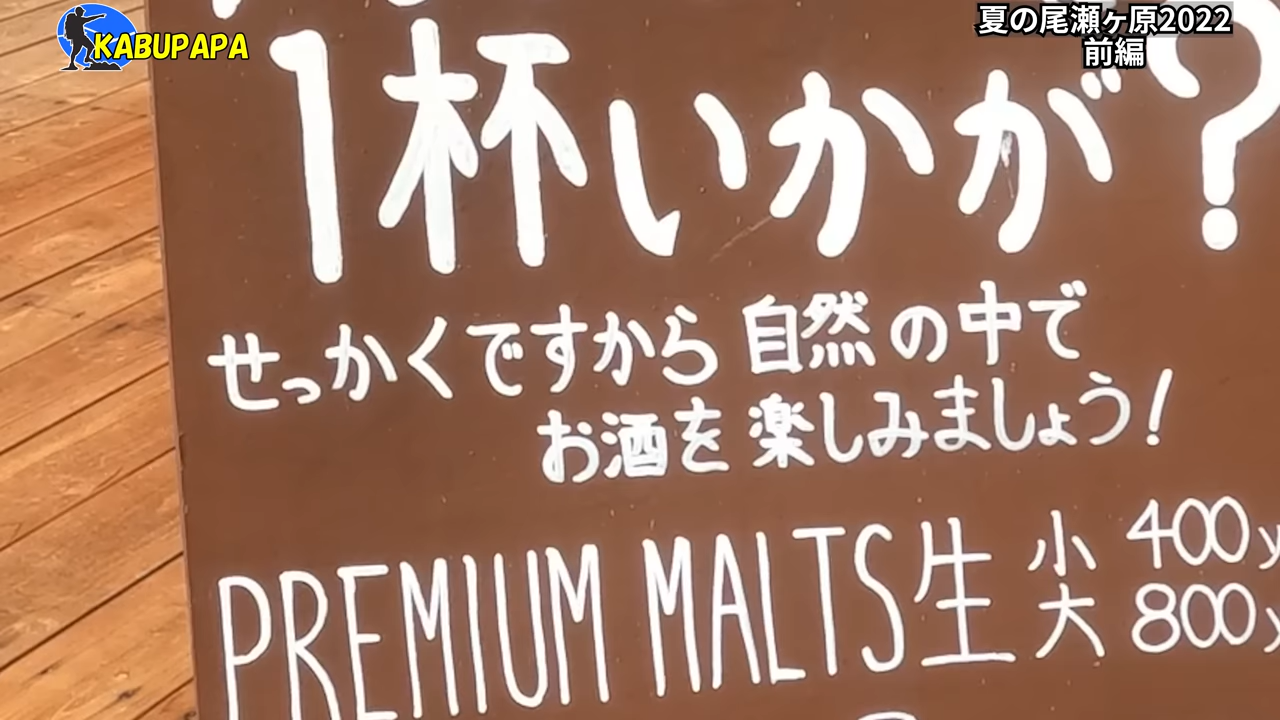 KABUPAPA
夏の尾瀬ヶ原2022
前編
1杯いかが?
せっかくですから 自然の中で
お酒を楽しみましょう!
PREMIUM MALTS生 小 400y
大 800y